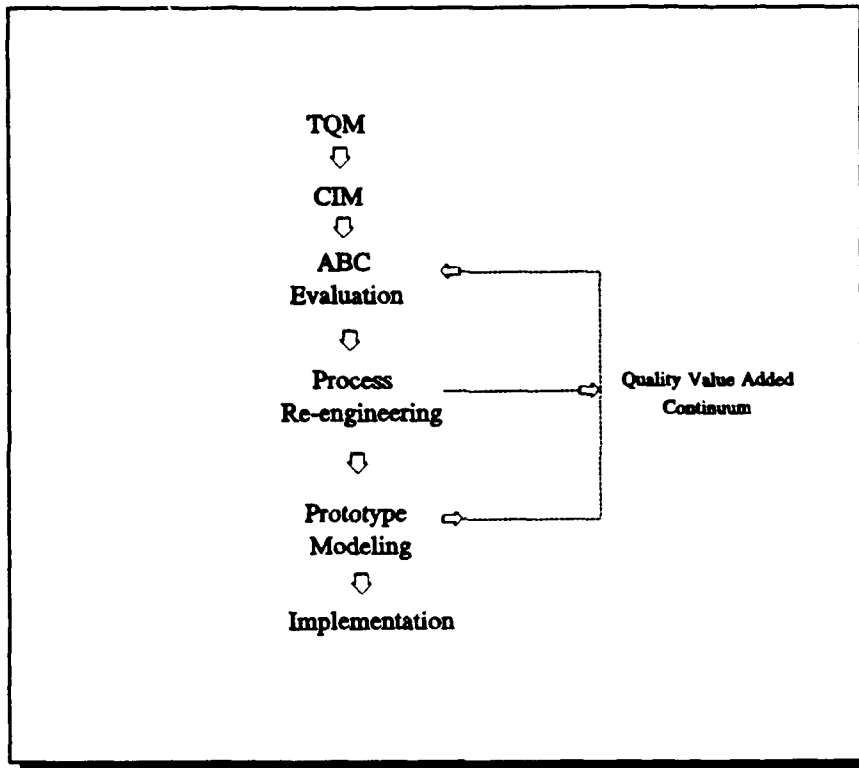 TQM
CIM
ABC
Evaluation
Process
Re-engineering
Quality Value Added
Continuum
Prototype
Modeling
Implementation